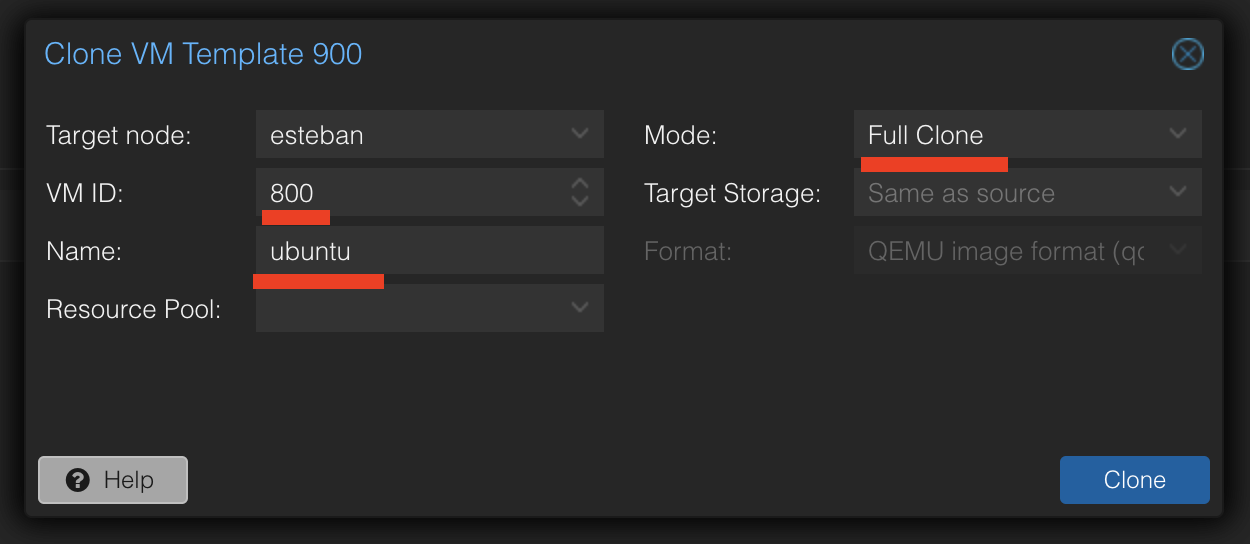 Clone VM Template 900
Target node: esteban
VM ID: 800
Name: ubuntu
Resource Pool:
Mode: Full Clone
Target Storage: Same as source
Format: QEMU image format (qc
Help
Clone